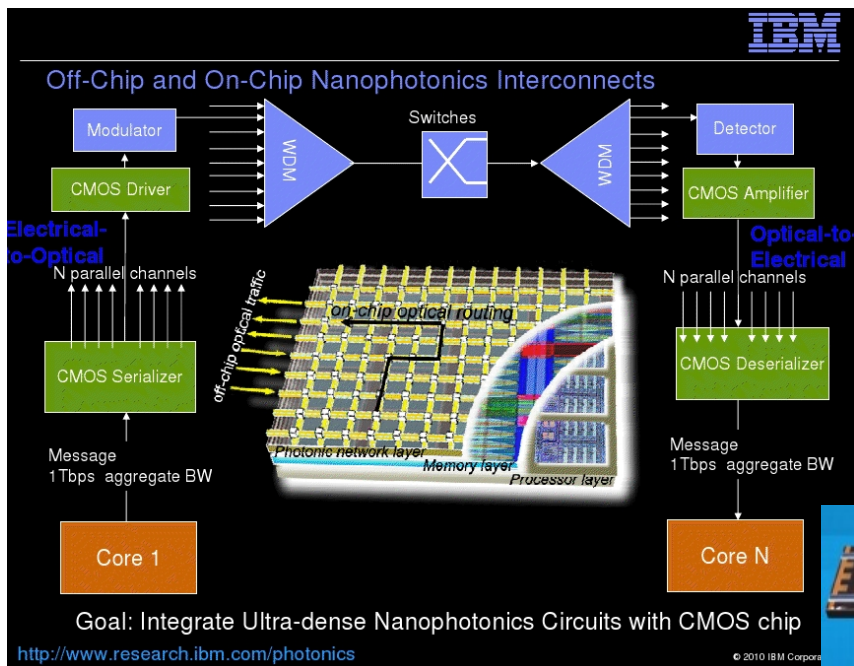 IBM
Off-Chip and On-Chip Nanophotonics Interconnects
Modulator
WDM
Switches
WDM
Detector
CMOS Driver
CMOS Amplifier
Electrical-
to-Optical
Optical-to-
Electrical
N parallel channels
N parallel channels
off-chip optical traffic
on-chip optical routing
CMOS Serializer
CMOS Deserializer
Photonic network layer
Memory layer
Processor layer
Message
1Tbps aggregate BW
Message
1Tbps aggregate BW
Core 1
Core N
Goal: Integrate Ultra-dense Nanophotonics Circuits with CMOS chip
http://www.research.ibm.com/photonics
© 2010 IBM Corpora